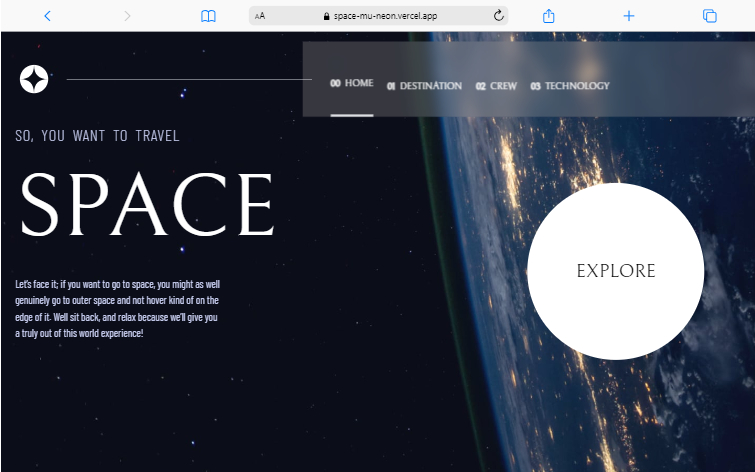 AA space-mu-neon.vercel.app
00 HOME 01 DESTINATION 02 CREW 03 TECHNOLOGY
SO, YOU WANT TO TRAVEL
SPACE
EXPLORE
Let's face it; if you want to go to space, you might as well
genuinely go to outer space and not hover kind of on the
edge of it. Well sit back, and relax because we'll give you
a truly out of this world experience!